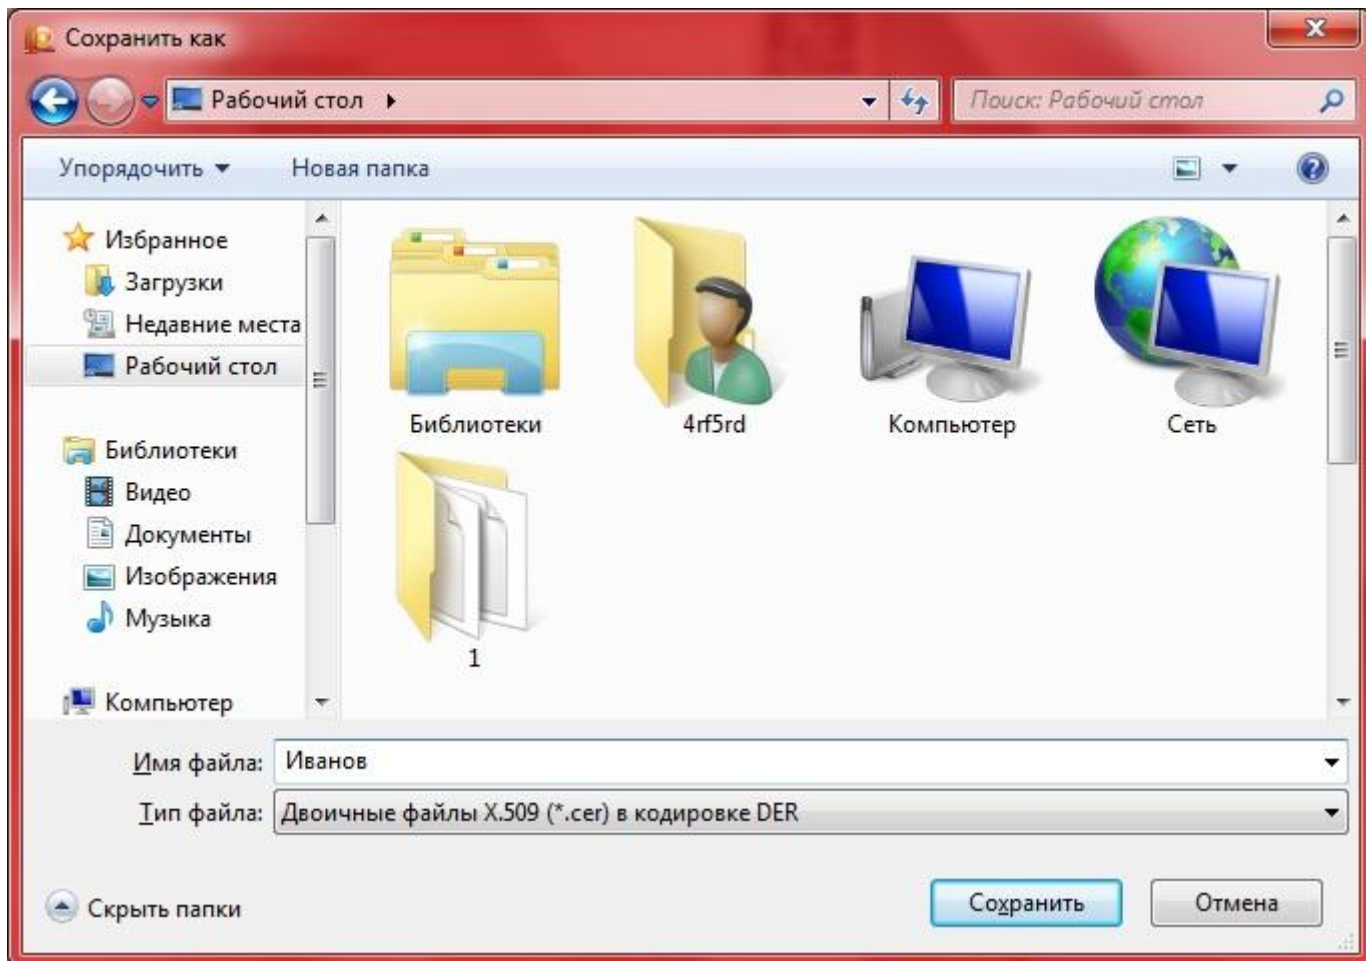 Сохранить как
Рабочий стол
Поиск: Рабочий стол
Упорядочить
Новая папка
Избранное
Загрузки
Недавние места
Рабочий стол
Библиотеки
Видео
Документы
Изображения
Музыка
Компьютер
Библиотеки
4rf5rd
Компьютер
Сеть
1
Имя файла: Иванов
Тип файла: Двоичные файлы X.509 (*.cer) в кодировке DER
Скрыть папки
Сохранить
Отмена